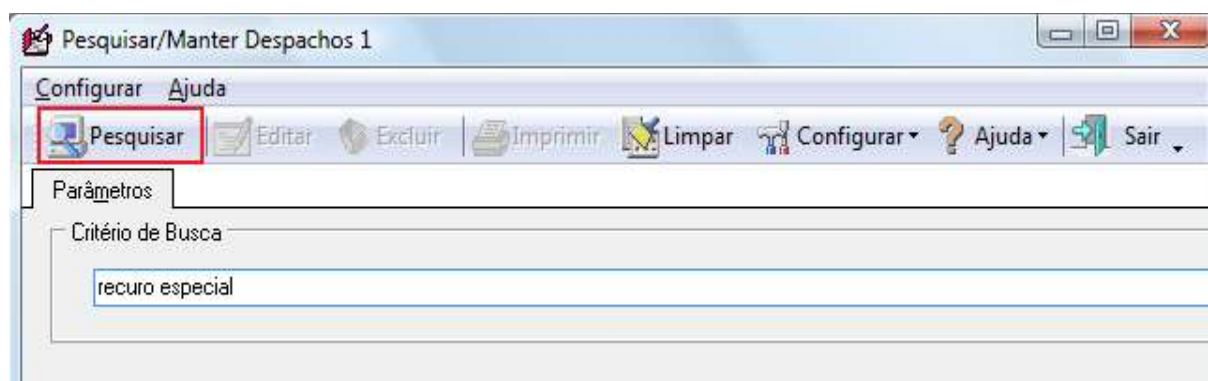 Pesquisar/Manter Despachos 1
Configurar Ajuda
Pesquisar Editar Excluir Imprimir Limpar Configurar Ajuda Sair
Parâmetros
Critério de Busca
recuro especial